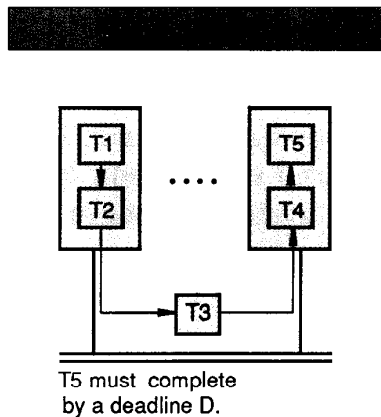 T1 T5
T2 .... T4
T3
T5 must complete
by a deadline D.